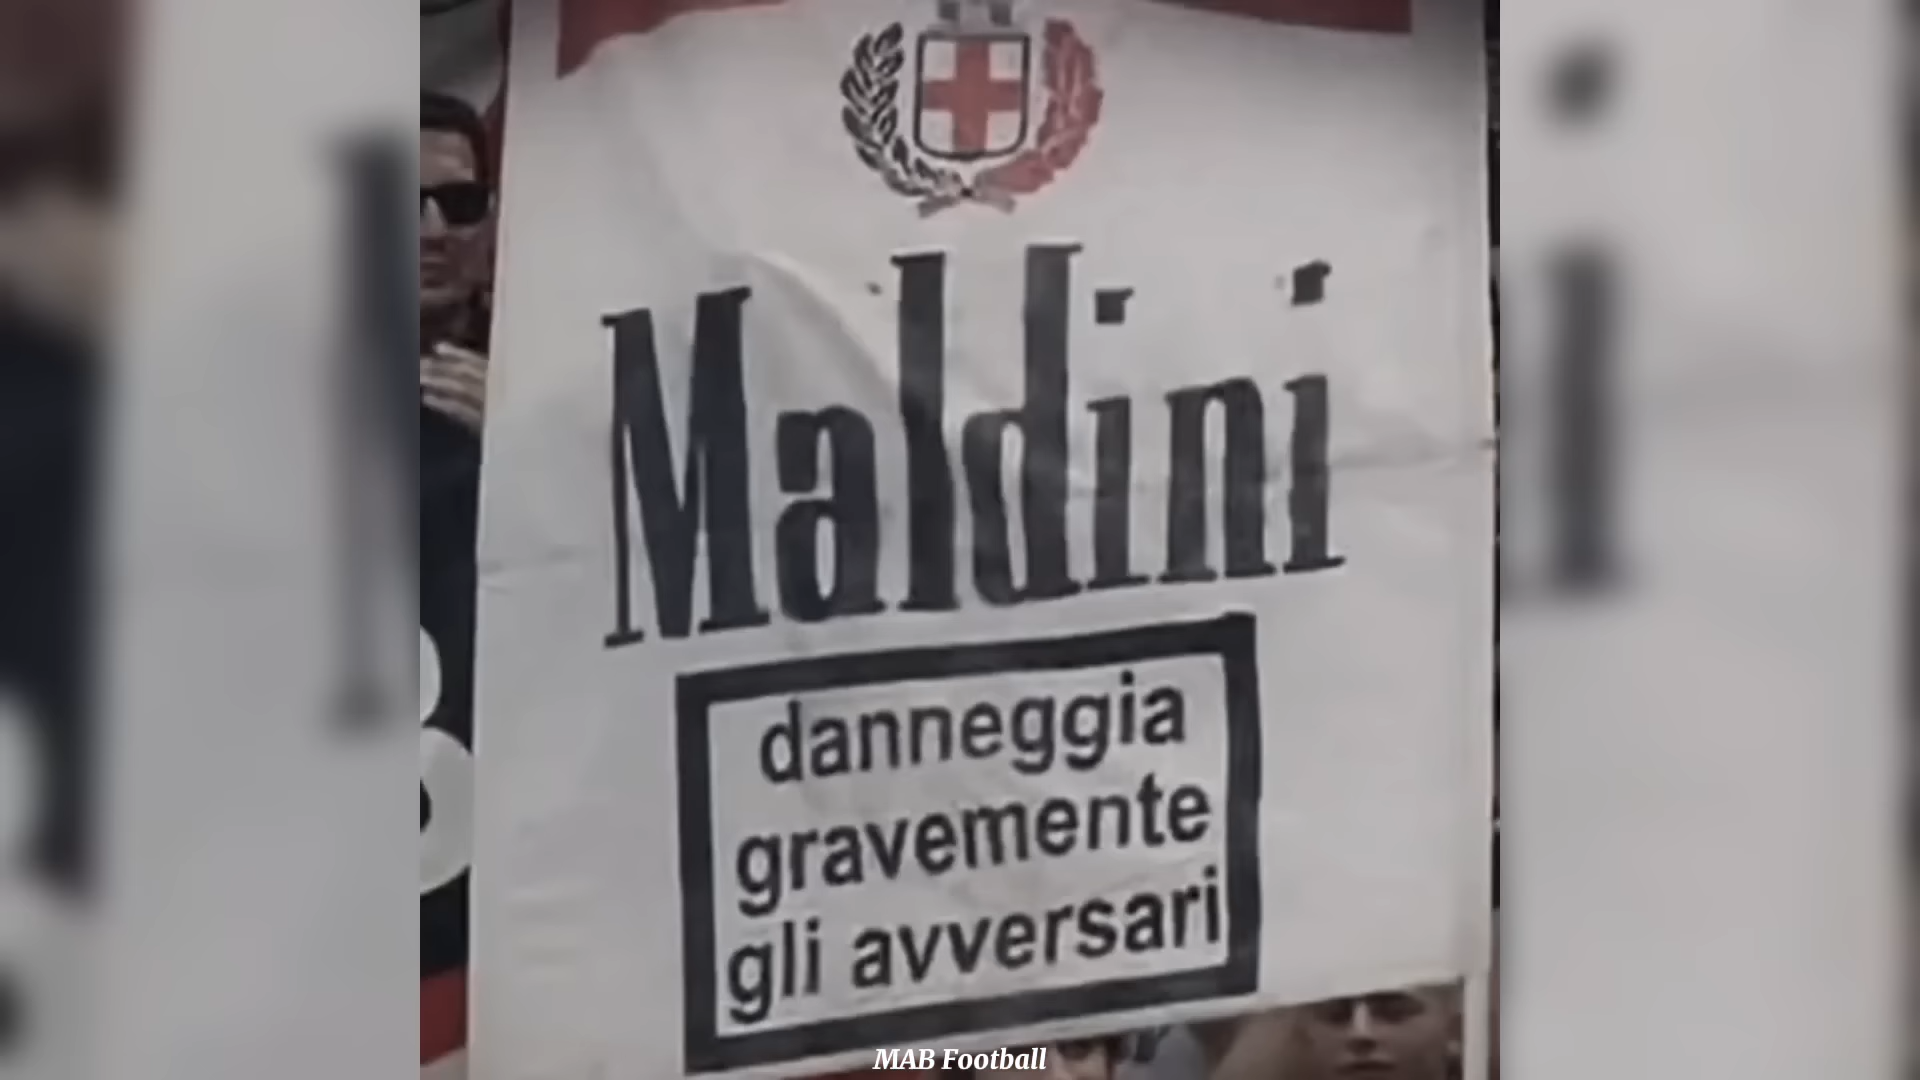 Maldini
danneggia
gravemente
gli avversari
MAB Football